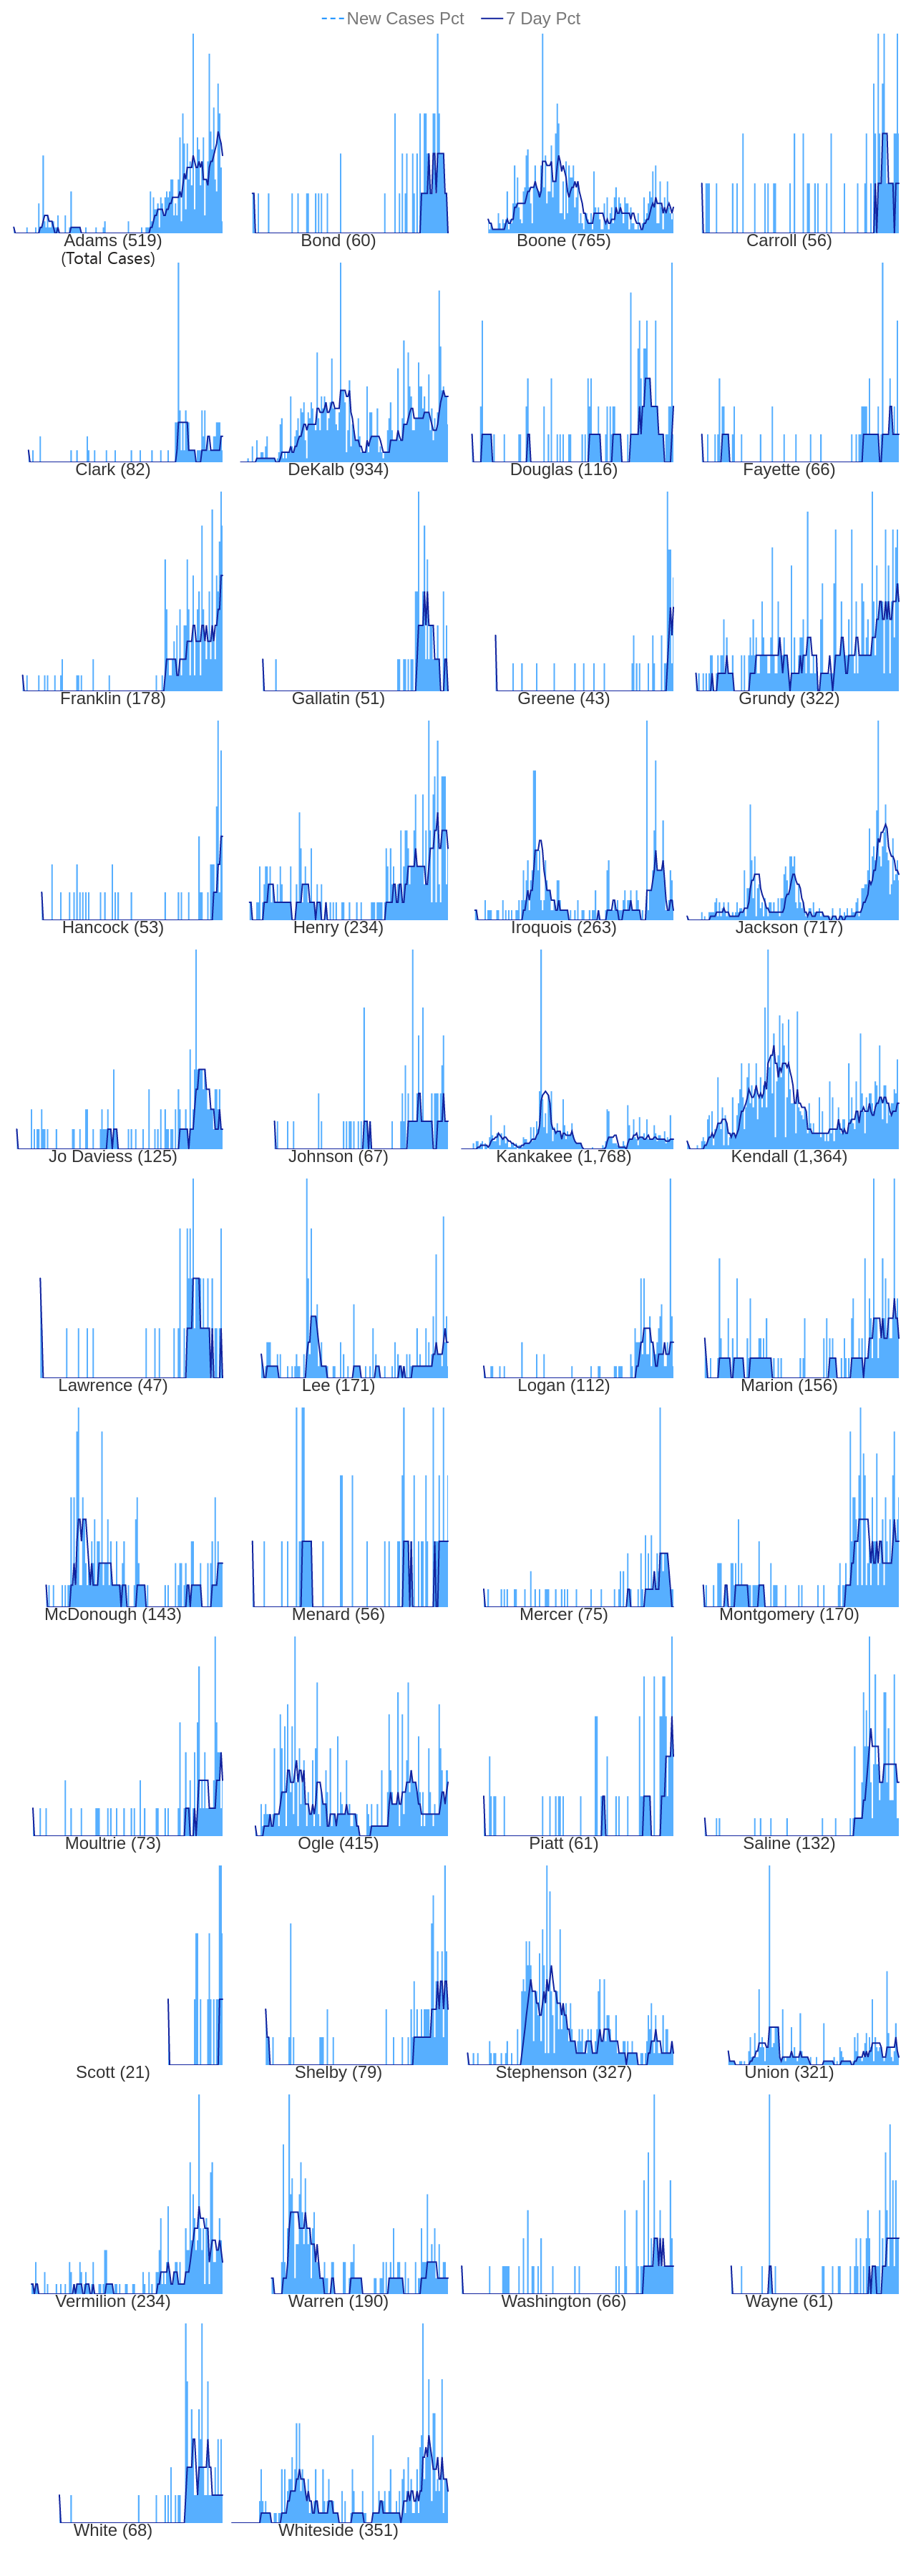 New Cases Pct 7 Day Pct
Adams (519) Bond (60) Boone (765) Carroll (56)
(Total Cases)
Clark (82) DeKalb (934) Douglas (116) Fayette (66)
Franklin (178) Gallatin (51) Greene (43) Grundy (322)
Hancock (53) Henry (234) Iroquois (263) Jackson (717)
Jo Daviess (125) Johnson (67) Kankakee (1,768) Kendall (1,364)
Lawrence (47) Lee (171) Logan (112) Marion (156)
McDonough (143) Menard (56) Mercer (75) Montgomery (170)
Moultrie (73) Ogle (415) Piatt (61) Saline (132)
Scott (21) Shelby (79) Stephenson (327) Union (321)
Vermilion (234) Warren (190) Washington (66) Wayne (61)
White (68) Whiteside (351)